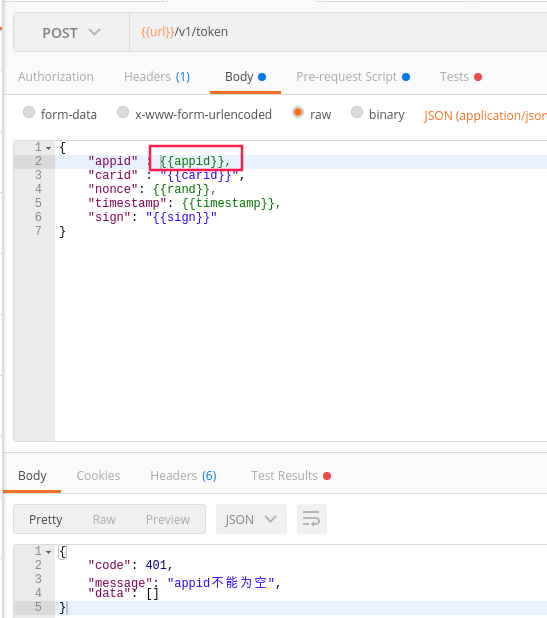 POST {{url}}/v1/token
Authorization Headers (1) Body Pre-request Script Tests
form-data x-www-form-urlencoded raw binary JSON (application/json
1 {
2 "appid" : {{appid}},
3 "carid" : "{{carid}}",
4 "nonce": {{rand}},
5 "timestamp": {{timestamp}},
6 "sign": "{{sign}}"
7 }
Body Cookies Headers (6) Test Results
Pretty Raw Preview JSON
1 {
2 "code": 401,
3 "message": "appid不能为空",
4 "data": []
5 }